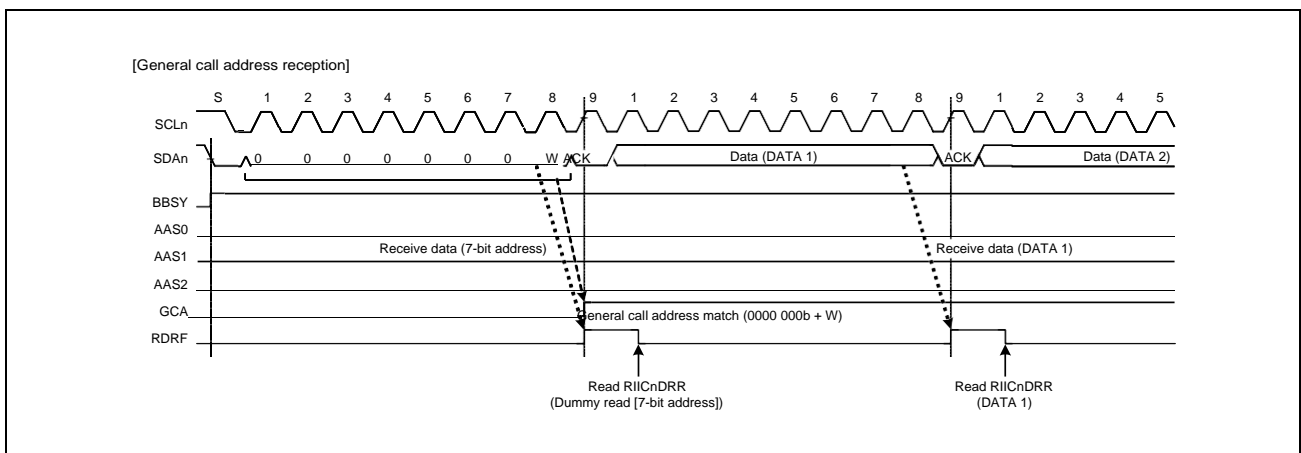 [General call address reception]
S 1 2 3 4 5 6 7 8 9 1 2 3 4 5 6 7 8 9 1 2 3 4 5
SCLn
SDAn 0 0 0 0 0 0 0 W ACK Data (DATA 1) ACK Data (DATA 2)
BBSY
AAS0
Receive data (7-bit address) Receive data (DATA 1)
AAS1
AAS2
GCA
General call address match (0000 000b + W)
RDRF
Read RIICnDRR Read RIICnDRR
(Dummy read [7-bit address]) (DATA 1)